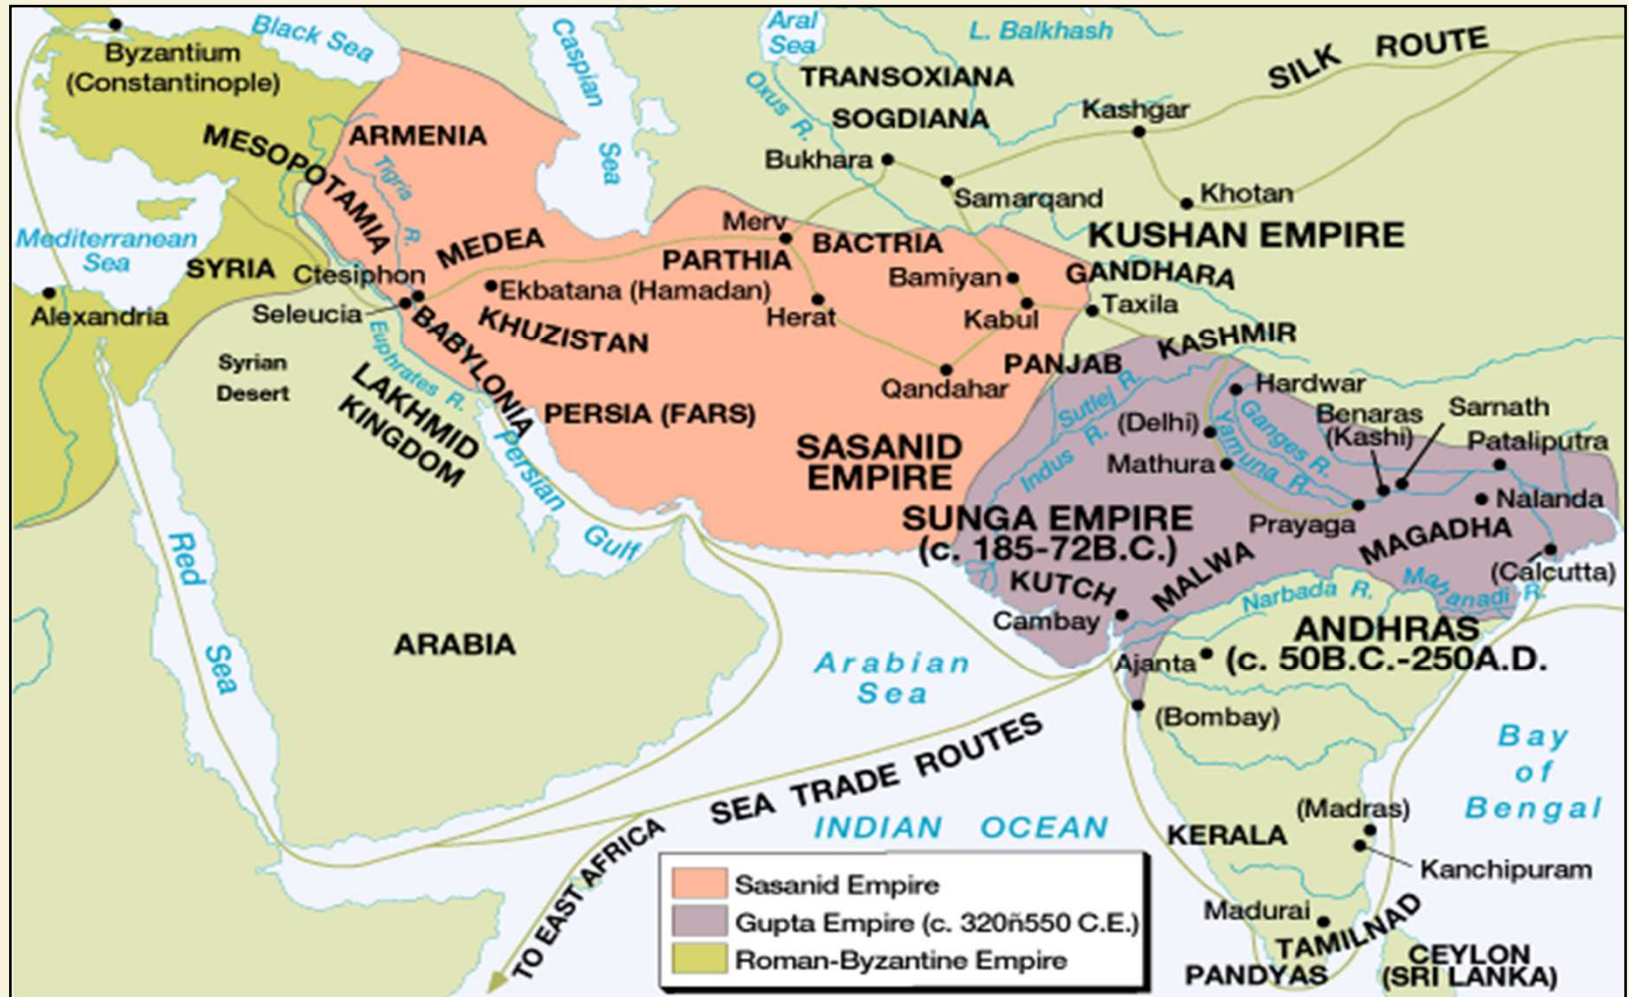 Black Sea
Byzantium
(Constantinople)
Caspian
Sea
Aral
Sea
L. Balkhash
SILK ROUTE
TRANSOXIANA
Oxus R.
SOGDIANA
Kashgar
MESOPOTAMIA
ARMENIA
Tigris
R.
Bukhara
Samarqand
Khotan
Mediterranean
Sea
SYRIA
Ctesiphon
MEDEA
Merv
PARTHIA
BACTRIA
KUSHAN EMPIRE
Bamiyan
GANDHARA
Alexandria
Seleucia
Ekbatana (Hamadan)
Herat
Kabul
Taxila
KHUZISTAN
BABYLONIA
Euphrates R.
KASHMIR
PANJAB
Syrian
Desert
LAKHMID
KINGDOM
Qandahar
Hardwar
PERSIA (FARS)
Sutlej R.
(Delhi)
Ganges R.
Benaras
(Kashi)
Sarnath
Pataliputra
SASANID
EMPIRE
Indus
R.
Mathura
Yamuna R.
Persian
Gulf
Nalanda
SUNGA EMPIRE
(c. 185-72B.C.)
Prayaga
MAGADHA
Red
Sea
KUTCH
MALWA
(Calcutta)
Narbada R.
Mahanadi R.
Cambay
ARABIA
ANDHRAS
Arabian
Sea
Ajanta
(c. 50B.C.-250A.D.
(Bombay)
SEA TRADE ROUTES
Bay
of
Bengal
INDIAN OCEAN
(Madras)
KERALA
TO EAST AFRICA
Kanchipuram
Sasanid Empire
Gupta Empire (c. 320ñ550 C.E.)
Roman-Byzantine Empire
Madurai
TAMILNAD
PANDYAS
CEYLON
(SRI LANKA)